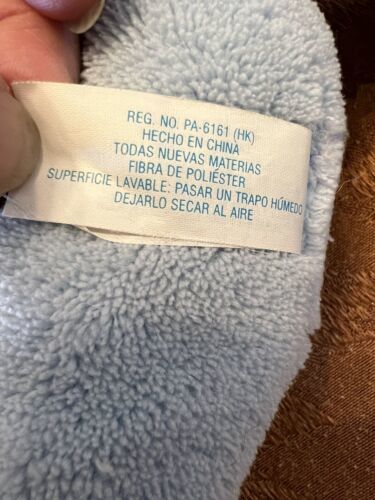 REG. NO. PA-6161 (HK)
HECHO EN CHINA
TODAS NUEVAS MATERIAS
FIBRA DE POLIÉSTER
SUPERFICIE LAVABLE: PASAR UN TRAPO HÚMEDO
DEJARLO SECAR AL AIRE